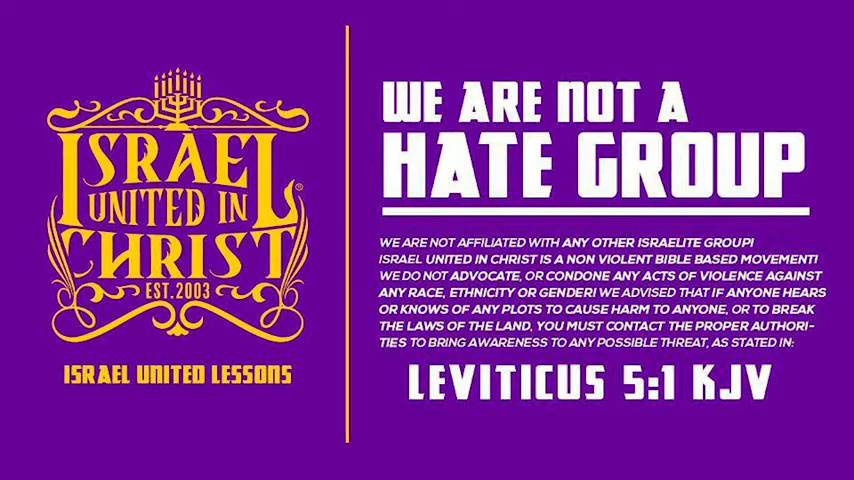 ISRAEL
UNITED IN
CHRIST
®
EST. 2003
ISRAEL UNITED LESSONS
WE ARE NOT A
HATE GROUP
WE ARE NOT AFFILIATED WITH ANY OTHER ISRAELITE GROUP!
ISRAEL UNITED IN CHRIST IS A NON VIOLENT BIBLE BASED MOVEMENT!
WE DO NOT ADVOCATE, OR CONDONE ANY ACTS OF VIOLENCE AGAINST
ANY RACE, ETHNICITY OR GENDER! WE ADVISED THAT IF ANYONE HEARS
OR KNOWS OF ANY PLOTS TO CAUSE HARM TO ANYONE, OR TO BREAK
THE LAWS OF THE LAND, YOU MUST CONTACT THE PROPER AUTHORI-
TIES TO BRING AWARENESS TO ANY POSSIBLE THREAT, AS STATED IN:
LEVITICUS 5:1 KJV